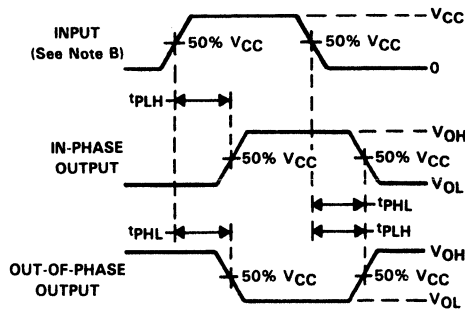 VCC
INPUT
(See Note B)
50% VCC
50% VCC
0
tPLH
IN-PHASE
OUTPUT
VOH
50% VCC
50% VCC
VOL
tPHL
tPHL
tPLH
OUT-OF-PHASE
OUTPUT
VOH
50% VCC
50% VCC
VOL